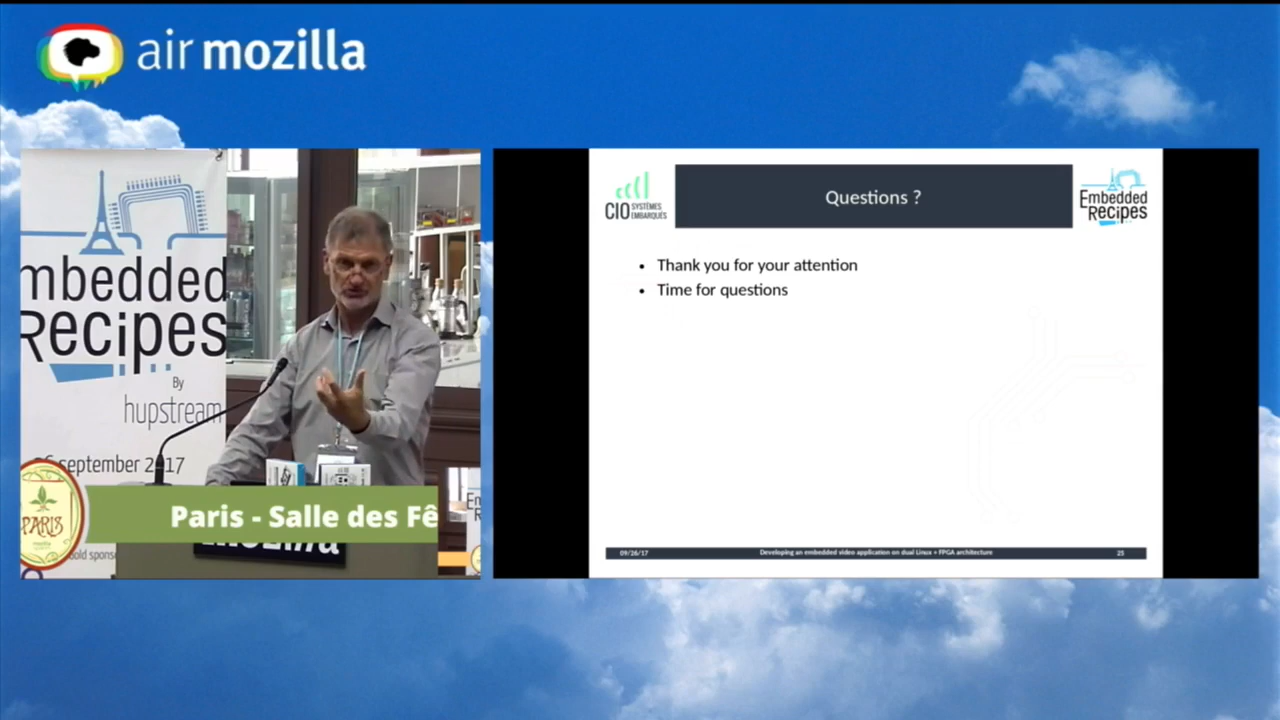 air mozilla
mbedded
Recipes
By
hupstream
september 2017
PARIS
mozilla
Paris - Salle des Fê
mozilla
CIO SYSTÈMES
EMBARQUÉS
Questions ?
Embedded
Recipes
• Thank you for your attention
• Time for questions
09/26/17
Developing an embedded video application on dual Linux + FPGA architecture
25